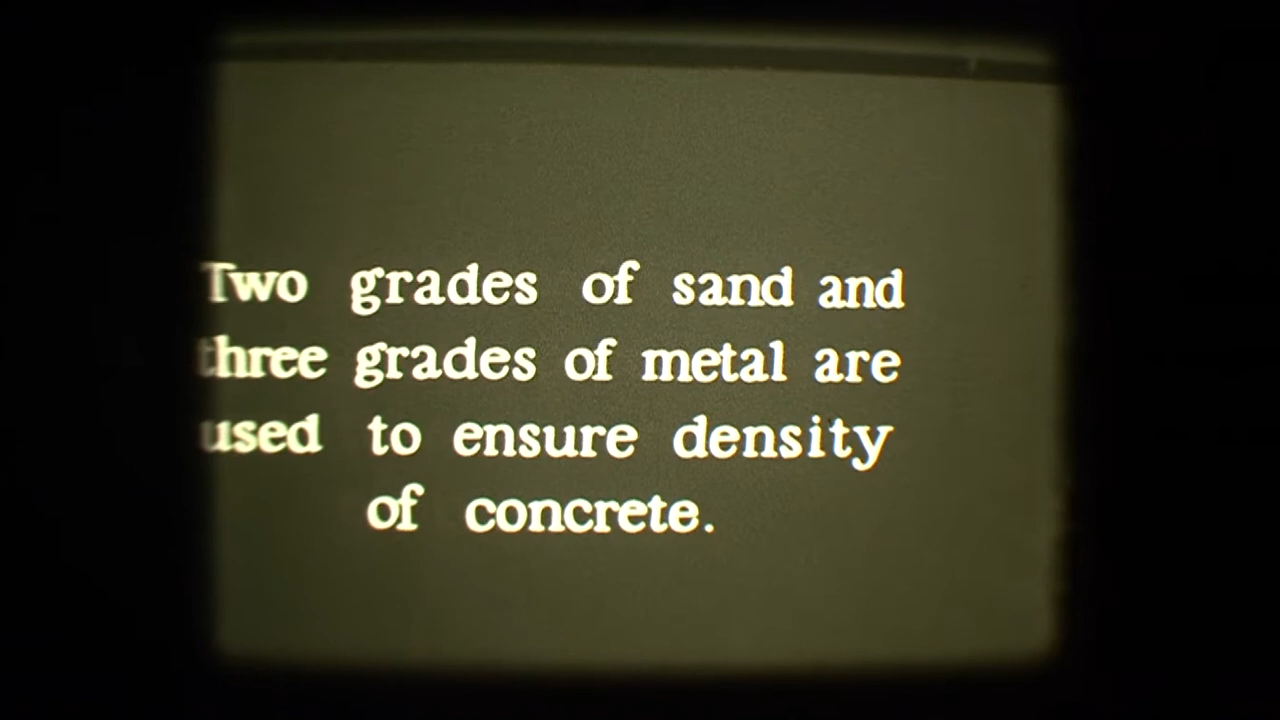 Two grades of sand and
three grades of metal are
used to ensure density
of concrete.